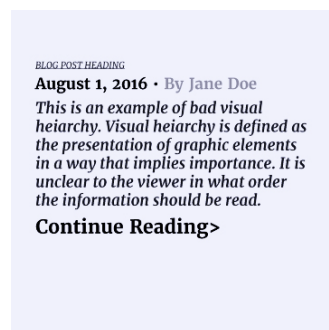 BLOG POST HEADING
August 1, 2016 • By Jane Doe
This is an example of bad visual
heiarchy. Visual heiarchy is defined as
the presentation of graphic elements
in a way that implies importance. It is
unclear to the viewer in what order
the information should be read.
Continue Reading>